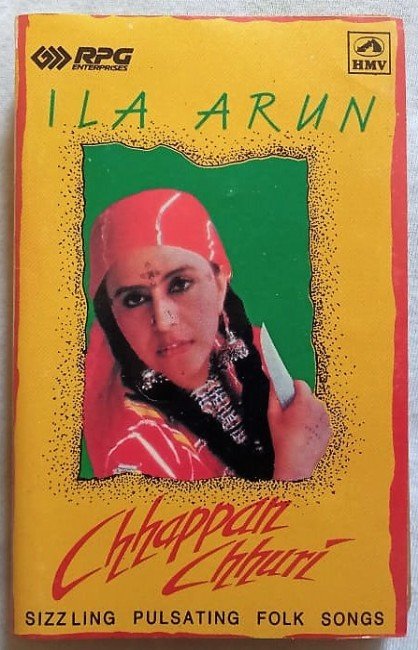 RPG
ENTERPRISES
HMV
ILA ARUN
Chhappan
Chhuri
SIZZLING PULSATING FOLK SONGS